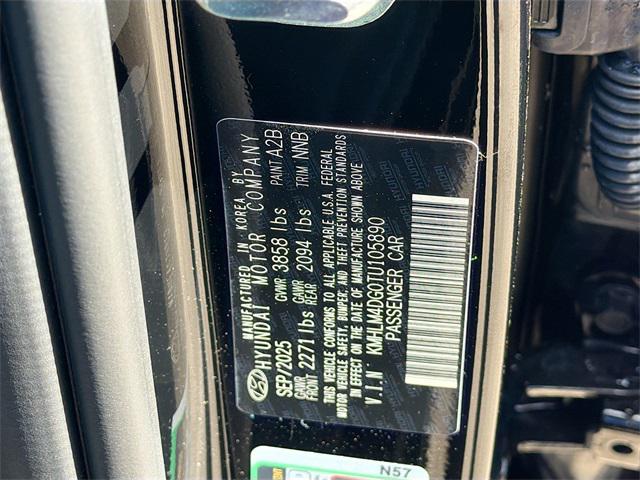 MANUFACTURED IN KOREA BY
HYUNDAI MOTOR COMPANY
SEP/2025 GVWR 3858 lbs PAINT A2B
GAWR FRONT 2271 lbs GAWR REAR 2094 lbs TRIM NNB
THIS VEHICLE CONFORMS TO ALL APPLICABLE U.S.A. FEDERAL
MOTOR VEHICLE SAFETY, BUMPER, AND THEFT PREVENTION STANDARDS
IN EFFECT ON THE DATE OF MANUFACTURE SHOWN ABOVE
V.I.N: KMHLM4DG0TU105890
PASSENGER CAR
N57